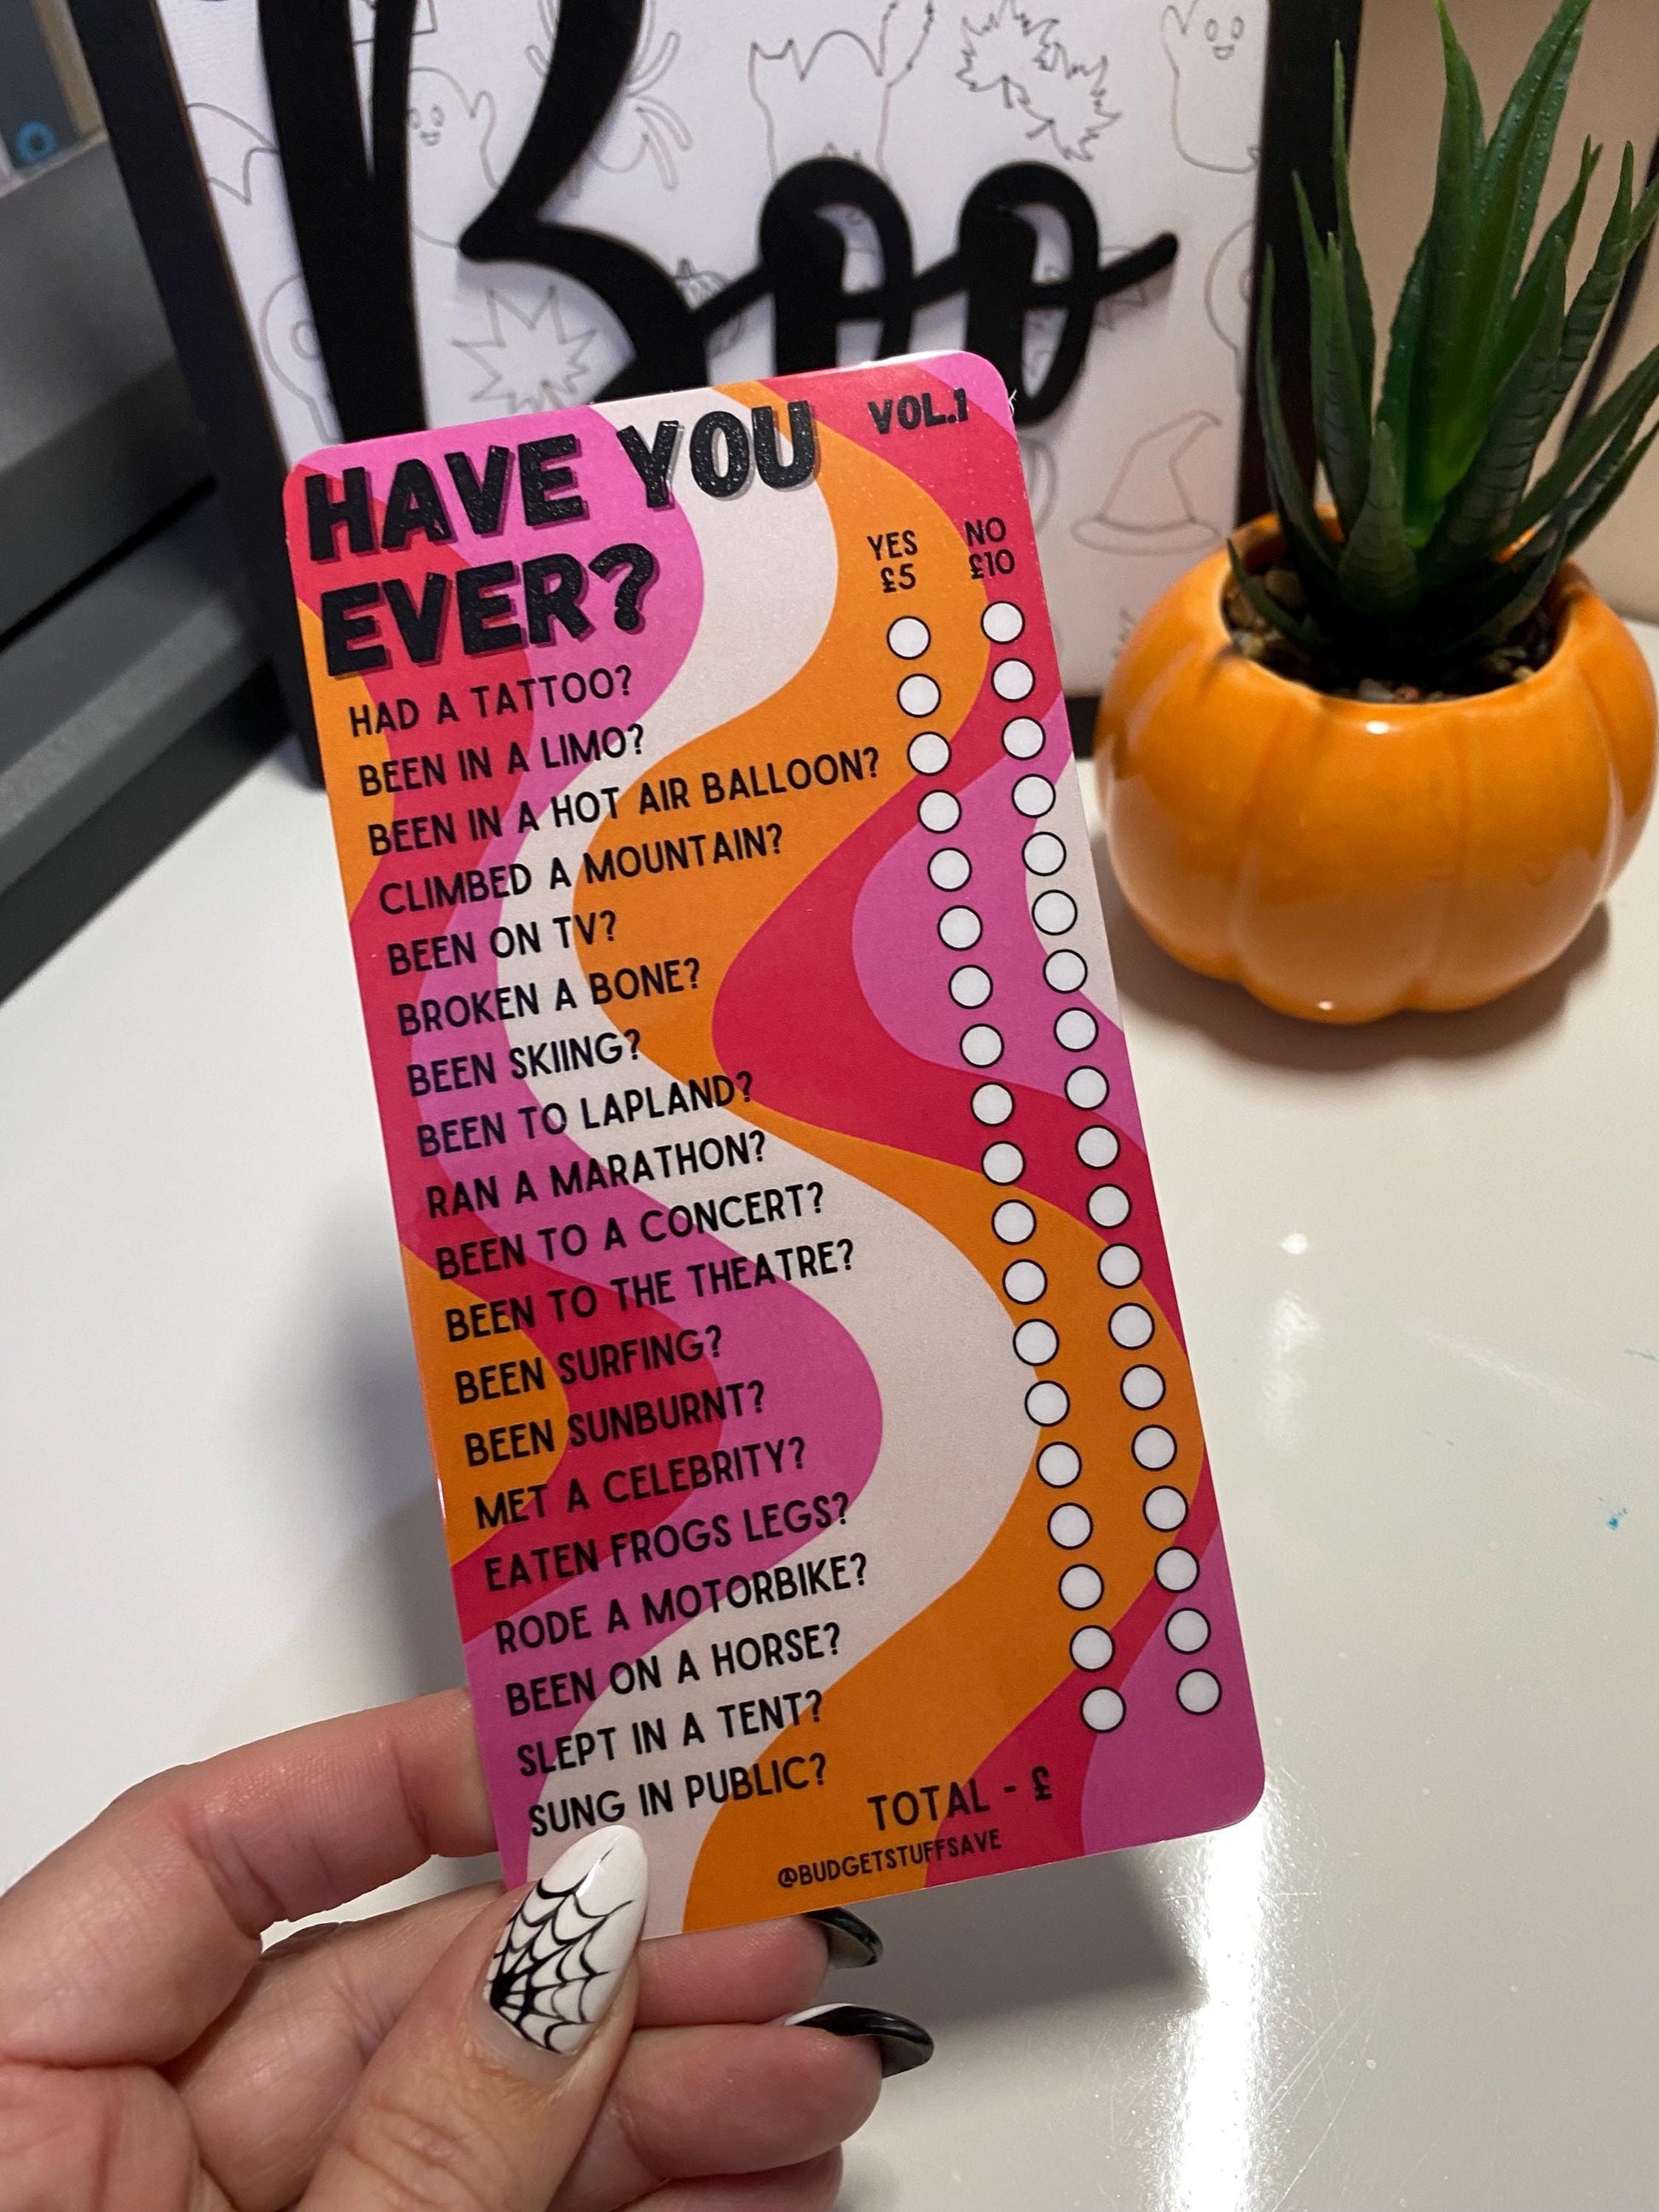 Boo
HAVE YOU
EVER?
VOL.1
YES NO
£5 £10
HAD A TATTOO?
BEEN IN A LIMO?
BEEN IN A HOT AIR BALLOON?
CLIMBED A MOUNTAIN?
BEEN ON TV?
BROKEN A BONE?
BEEN SKIING?
BEEN TO LAPLAND?
RAN A MARATHON?
BEEN TO A CONCERT?
BEEN TO THE THEATRE?
BEEN SURFING?
BEEN SUNBURNT?
MET A CELEBRITY?
EATEN FROGS LEGS?
RODE A MOTORBIKE?
BEEN ON A HORSE?
SLEPT IN A TENT?
SUNG IN PUBLIC?
TOTAL - £
@BUDGETSTUFFSAVE